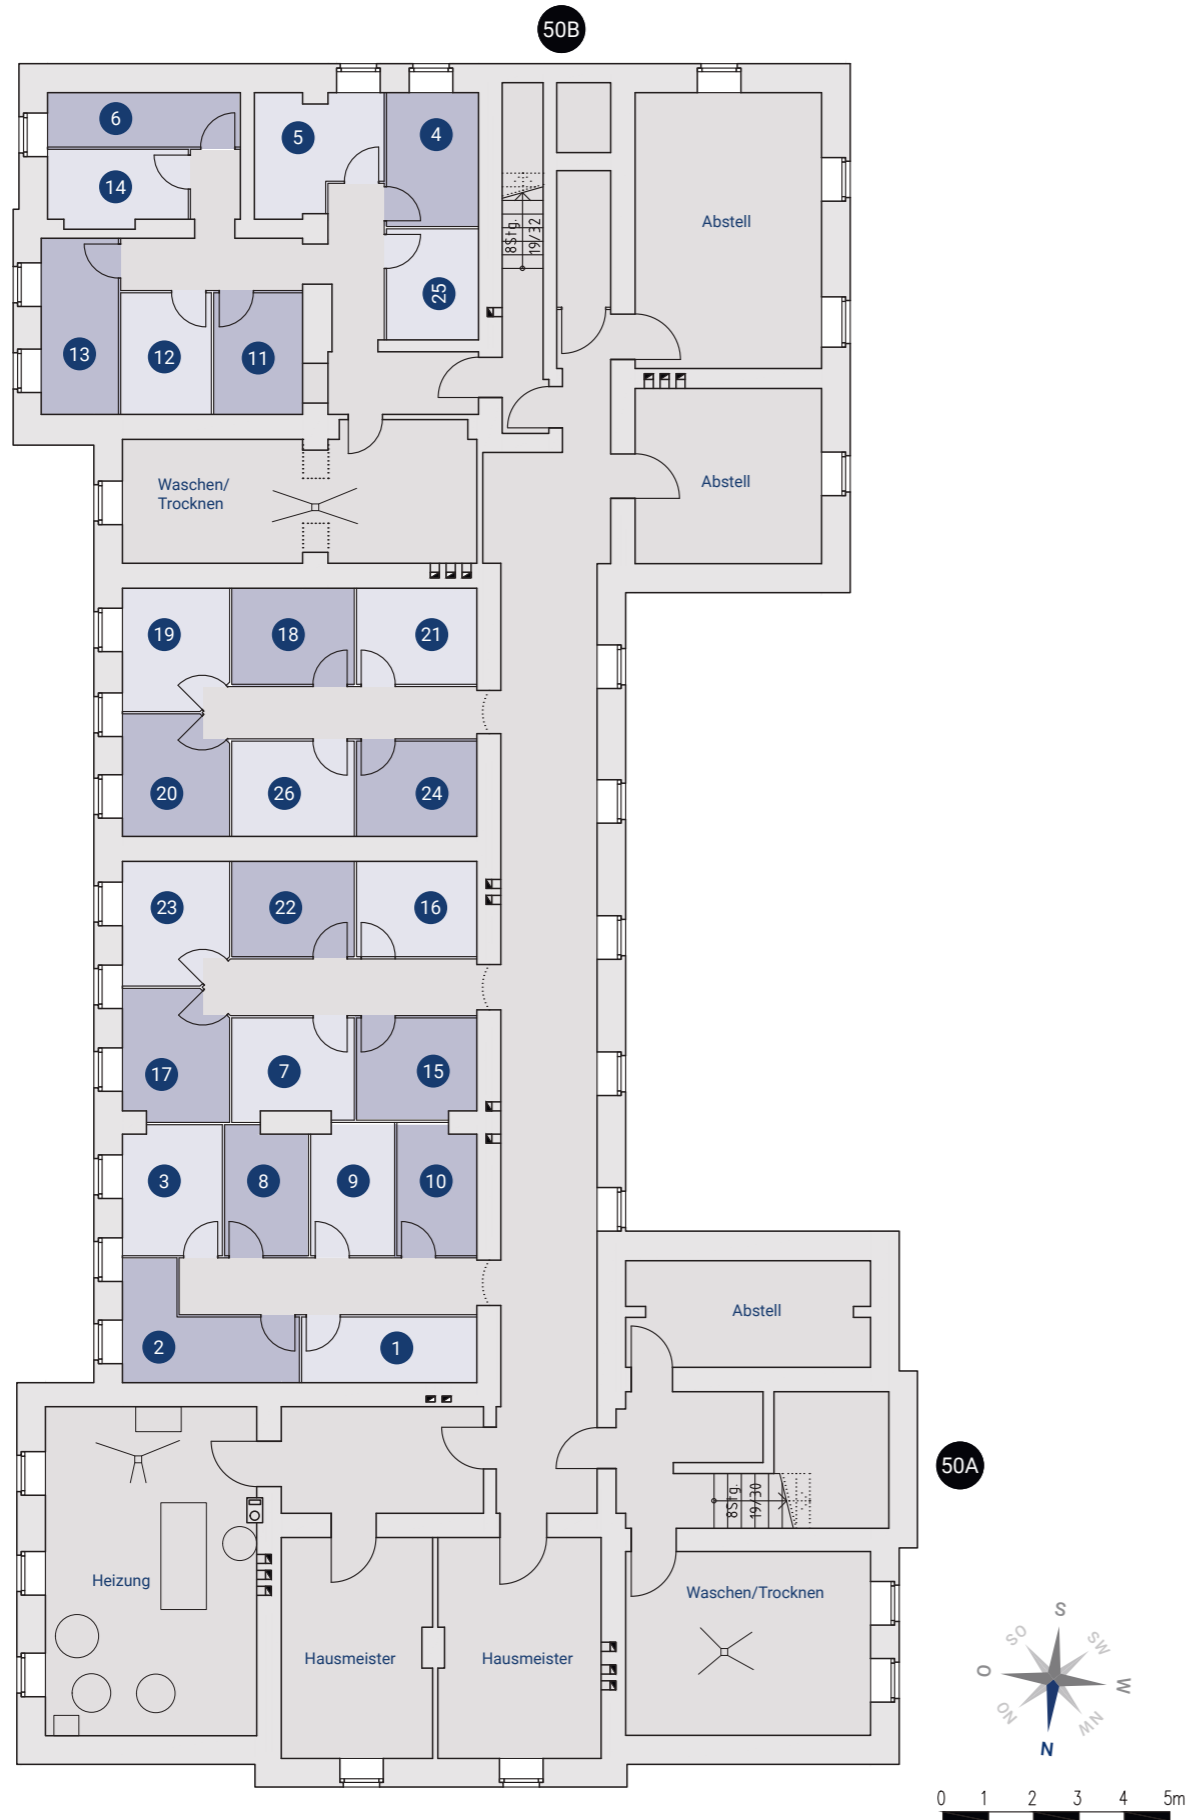 50B
6
5
4
14
8Stg.
19/32
Abstell
25
13
12
11
Waschen/
Trocknen
Abstell
19
18
21
20
26
24
23
22
16
17
7
15
3
8
9
10
2
1
Abstell
50A
8Stg.
19/30
Heizung
Waschen/Trocknen
Hausmeister
Hausmeister
S
SO
SW
O
W
NO
NW
N
0 1 2 3 4 5m